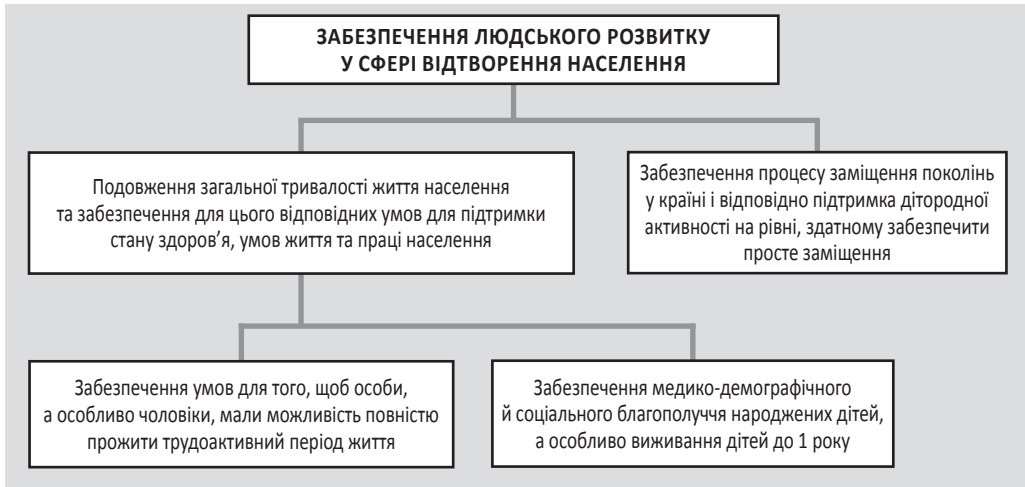 ЗАБЕЗПЕЧЕННЯ ЛЮДСЬКОГО РОЗВИТКУ
У СФЕРІ ВІДТВОРЕННЯ НАСЕЛЕННЯ
Подовження загальної тривалості життя населення
та забезпечення для цього відповідних умов для підтримки
стану здоров’я, умов життя та праці населення
Забезпечення процесу заміщення поколінь
у країні і відповідно підтримка дітородної
активності на рівні, здатному забезпечити
просте заміщення
Забезпечення умов для того, щоб особи,
а особливо чоловіки, мали можливість повністю
прожити трудоактивний період життя
Забезпечення медико-демографічного
й соціального благополуччя народжених дітей,
а особливо виживання дітей до 1 року